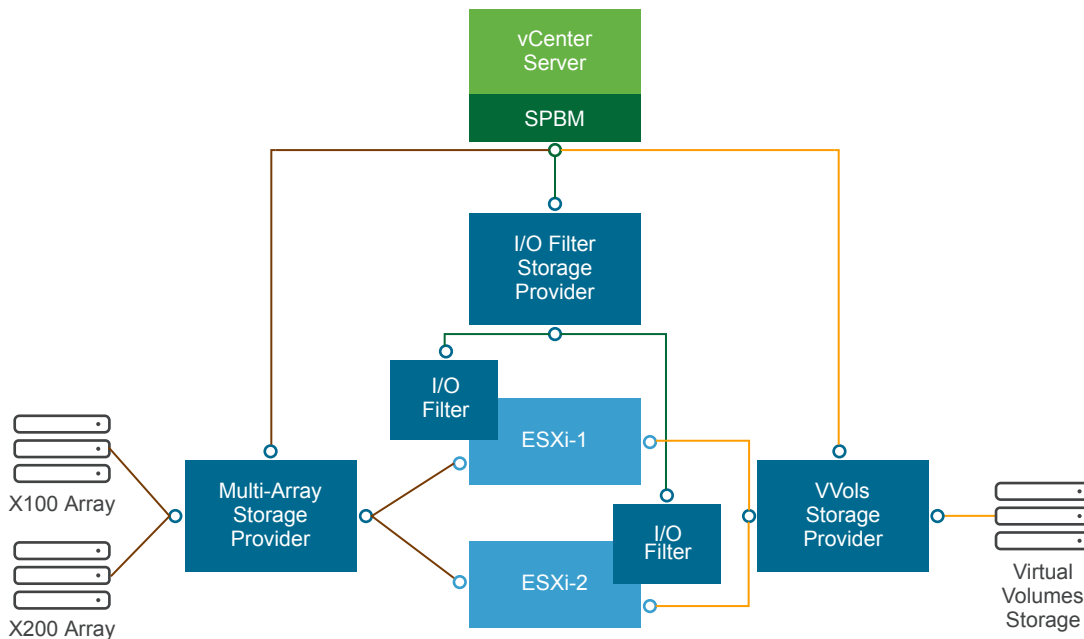 vCenter
Server
SPBM
I/O Filter
Storage
Provider
I/O
Filter
ESXi-1
X100 Array
Multi-Array
Storage
Provider
VVols
Storage
Provider
I/O
Filter
ESXi-2
X200 Array
Virtual
Volumes
Storage